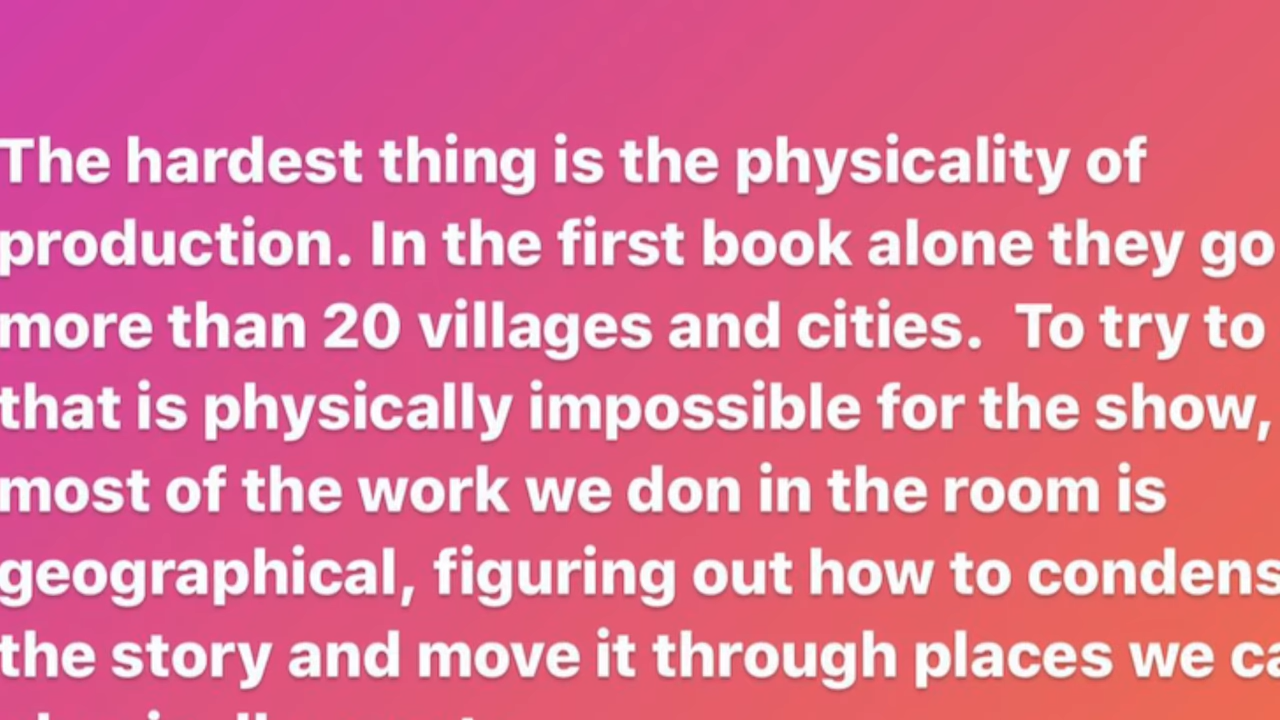 The hardest thing is the physicality of
production. In the first book alone they go
more than 20 villages and cities.  To try to
that is physically impossible for the show,
most of the work we don in the room is
geographical, figuring out how to condens
the story and move it through places we ca